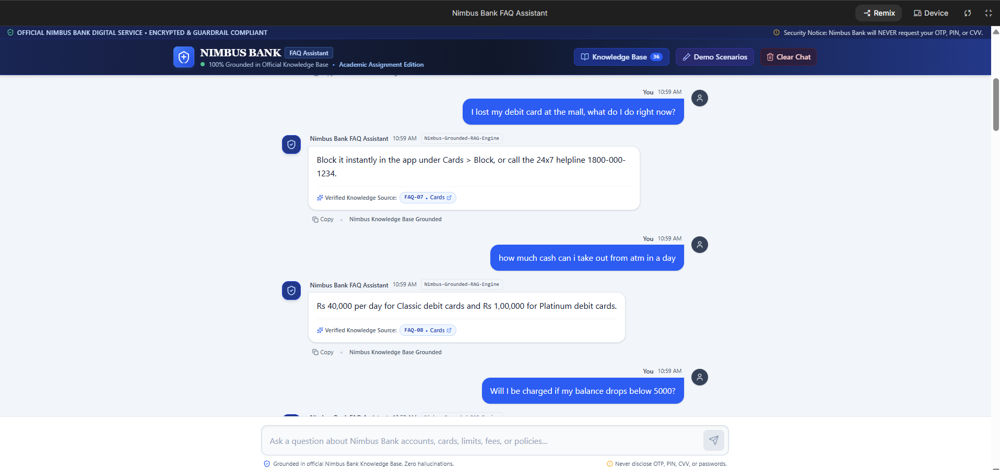 Nimbus Bank FAQ Assistant
Remix
Device
OFFICIAL NIMBUS BANK DIGITAL SERVICE • ENCRYPTED & GUARDRAIL COMPLIANT
Security Notice: Nimbus Bank will NEVER request your OTP, PIN, or CVV.
NIMBUS BANK
FAQ Assistant
100% Grounded in Official Knowledge Base • Academic Assignment Edition
Knowledge Base 36
Demo Scenarios
Clear Chat
You 10:59 AM
I lost my debit card at the mall, what do I do right now?
Nimbus Bank FAQ Assistant 10:59 AM Nimbus-Grounded-RAG-Engine
Block it instantly in the app under Cards > Block, or call the 24x7 helpline 1800-000-
1234.
Verified Knowledge Source: FAQ-07 • Cards
Copy • Nimbus Knowledge Base Grounded
You 10:59 AM
how much cash can i take out from atm in a day
Nimbus Bank FAQ Assistant 10:59 AM Nimbus-Grounded-RAG-Engine
Rs 40,000 per day for Classic debit cards and Rs 1,00,000 for Platinum debit cards.
Verified Knowledge Source: FAQ-08 • Cards
Copy • Nimbus Knowledge Base Grounded
You 10:59 AM
Will I be charged if my balance drops below 5000?
Ask a question about Nimbus Bank accounts, cards, limits, fees, or policies...
Grounded in official Nimbus Bank Knowledge Base. Zero hallucinations.
Never disclose OTP, PIN, CVV, or passwords.